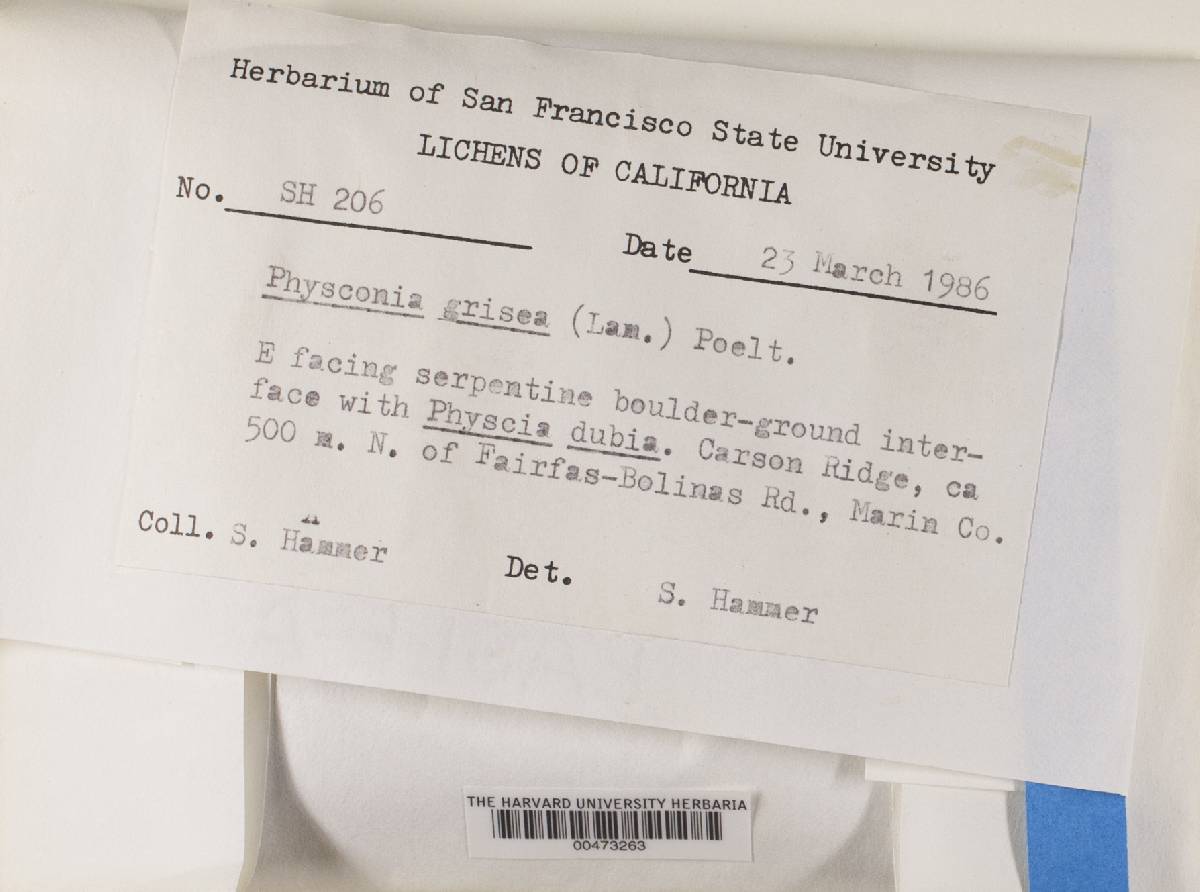 Herbarium of San Francisco State University
LICHENS OF CALIFORNIA
No. SH 206 Date 23 March 1986
Physconia grisea (Lam.) Poelt.
E facing serpentine boulder-ground inter-
face with Physcia dubia. Carson Ridge, ca
500 m. N. of Fairfas-Bolinas Rd., Marin Co.
Coll. S. Hammer Det. S. Hammer
THE HARVARD UNIVERSITY HERBARIA
00473263